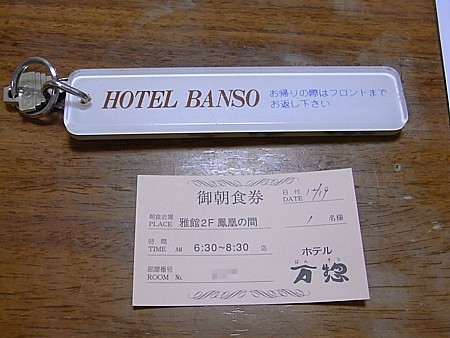 HOTEL BANSO
お帰りの際はフロントまで
お返し下さい
御朝食券
日付
DATE 12/19
朝食会場
PLACE 雅館2F 鳳凰の間
1 名様
時間
TIME AM 6:30~8:30 迄
部屋番号
ROOM No.
ホテル
ばんそう
万惣